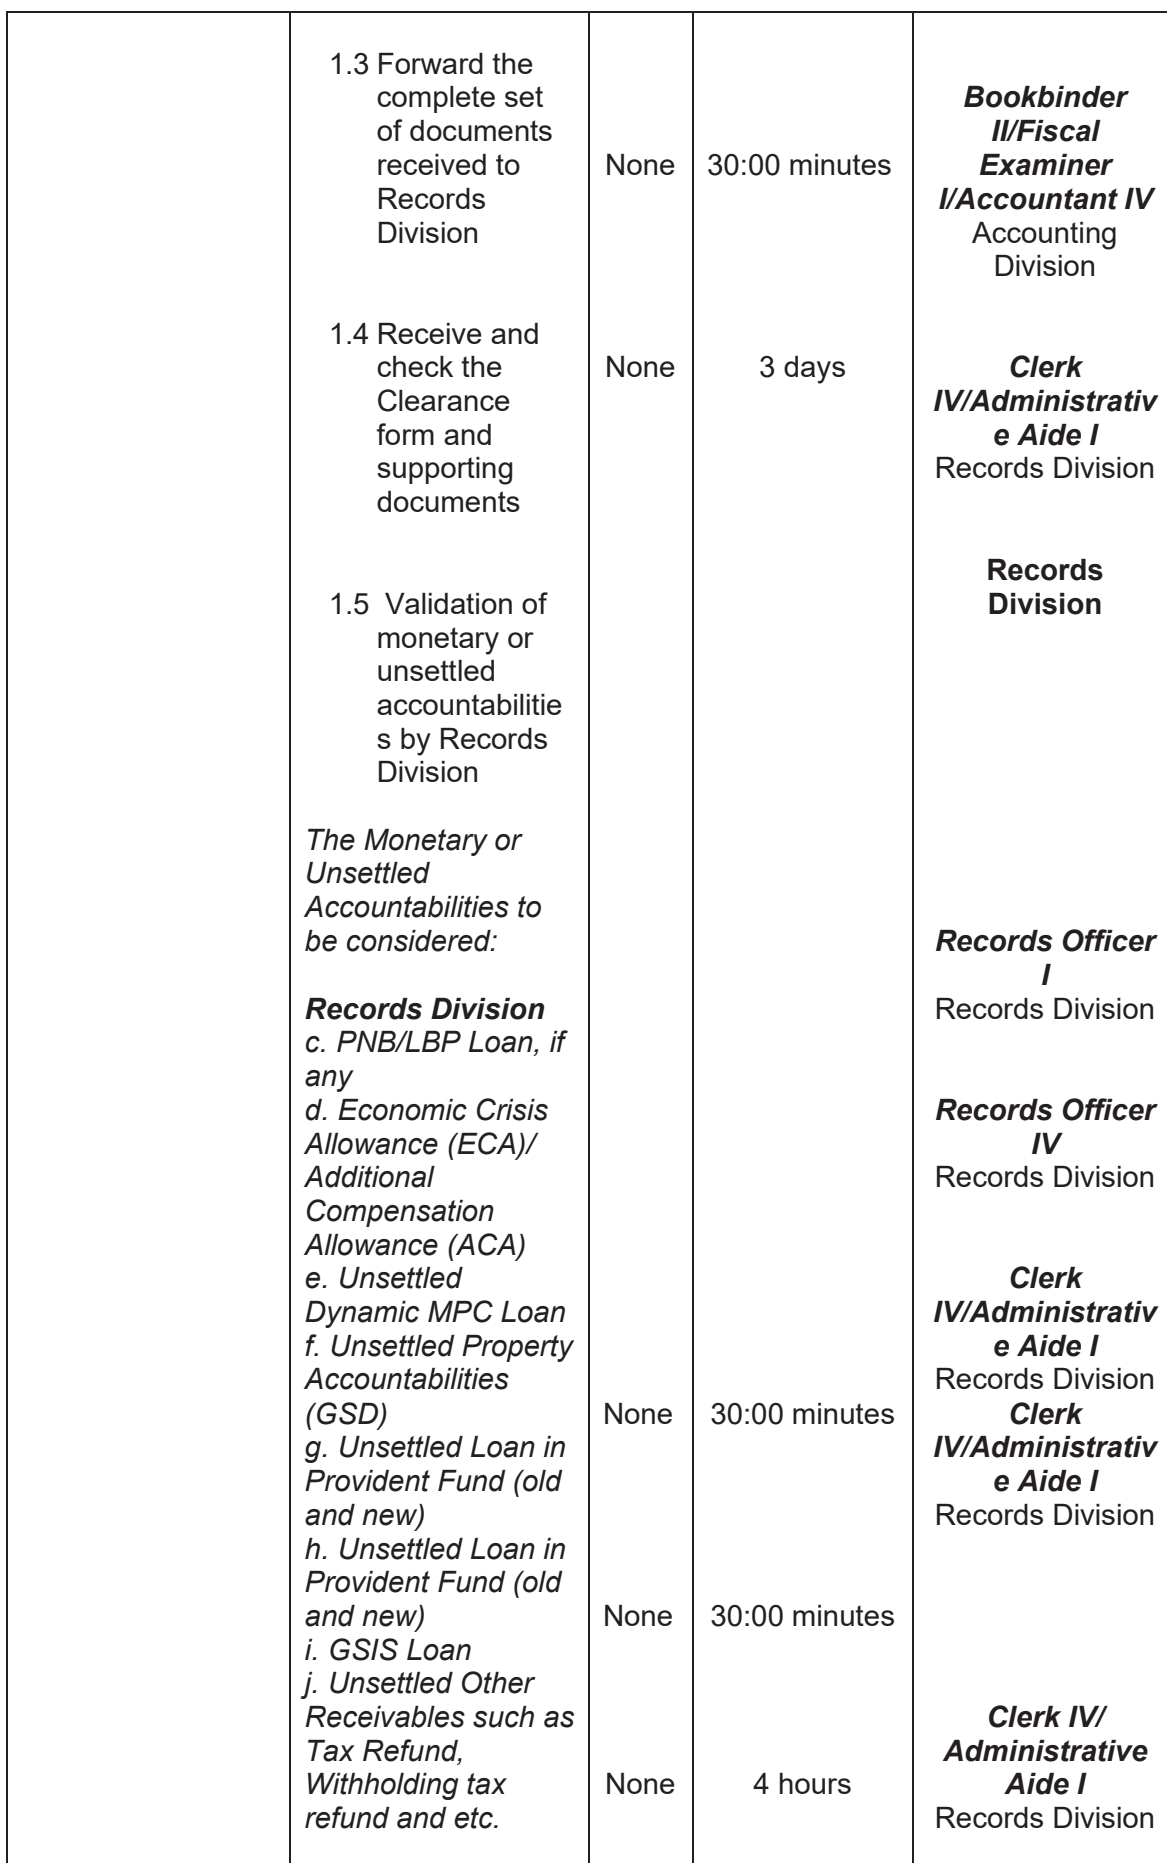 1.3 Forward the
complete set
of documents
received to
Records
Division
None
30:00 minutes
Bookbinder
II/Fiscal
Examiner
I/Accountant IV
Accounting
Division
1.4 Receive and
check the
Clearance
form and
supporting
documents
None
3 days
Clerk
IV/Administrativ
e Aide I
Records Division
1.5 Validation of
monetary or
unsettled
accountabilitie
s by Records
Division
Records
Division
The Monetary or
Unsettled
Accountabilities to
be considered:
Records Division
c. PNB/LBP Loan, if
any
d. Economic Crisis
Allowance (ECA)/
Additional
Compensation
Allowance (ACA)
e. Unsettled
Dynamic MPC Loan
f. Unsettled Property
Accountabilities
(GSD)
g. Unsettled Loan in
Provident Fund (old
and new)
h. Unsettled Loan in
Provident Fund (old
and new)
i. GSIS Loan
j. Unsettled Other
Receivables such as
Tax Refund,
Withholding tax
refund and etc.
None
30:00 minutes
None
30:00 minutes
None
4 hours
Records Officer
I
Records Division
Records Officer
IV
Records Division
Clerk
IV/Administrativ
e Aide I
Records Division
Clerk
IV/Administrativ
e Aide I
Records Division
Clerk IV/
Administrative
Aide I
Records Division